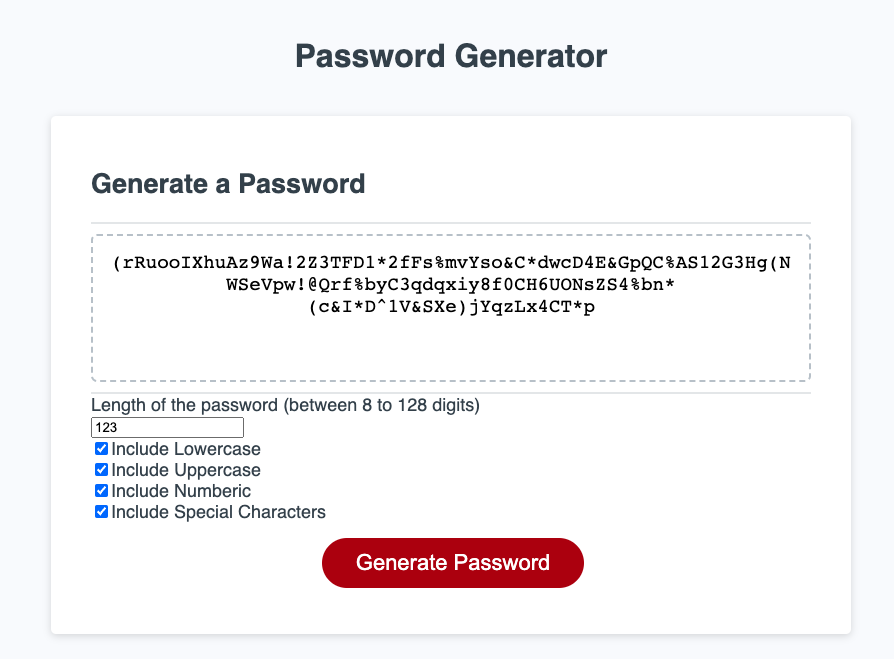 Password Generator
Generate a Password
(rRuooIXhuAz9Wa!2Z3TFD1*2fFs%mvYso&C*dwcD4E&GpQC%AS12G3Hg(N
WSeVpw!@Qrf%byC3qdqxiy8f0CH6UONsZS4%bn*
(c&I*D^1V&SXe)jYqzLx4CT*p
Length of the password (between 8 to 128 digits)
123
Include Lowercase
Include Uppercase
Include Numberic
Include Special Characters
Generate Password